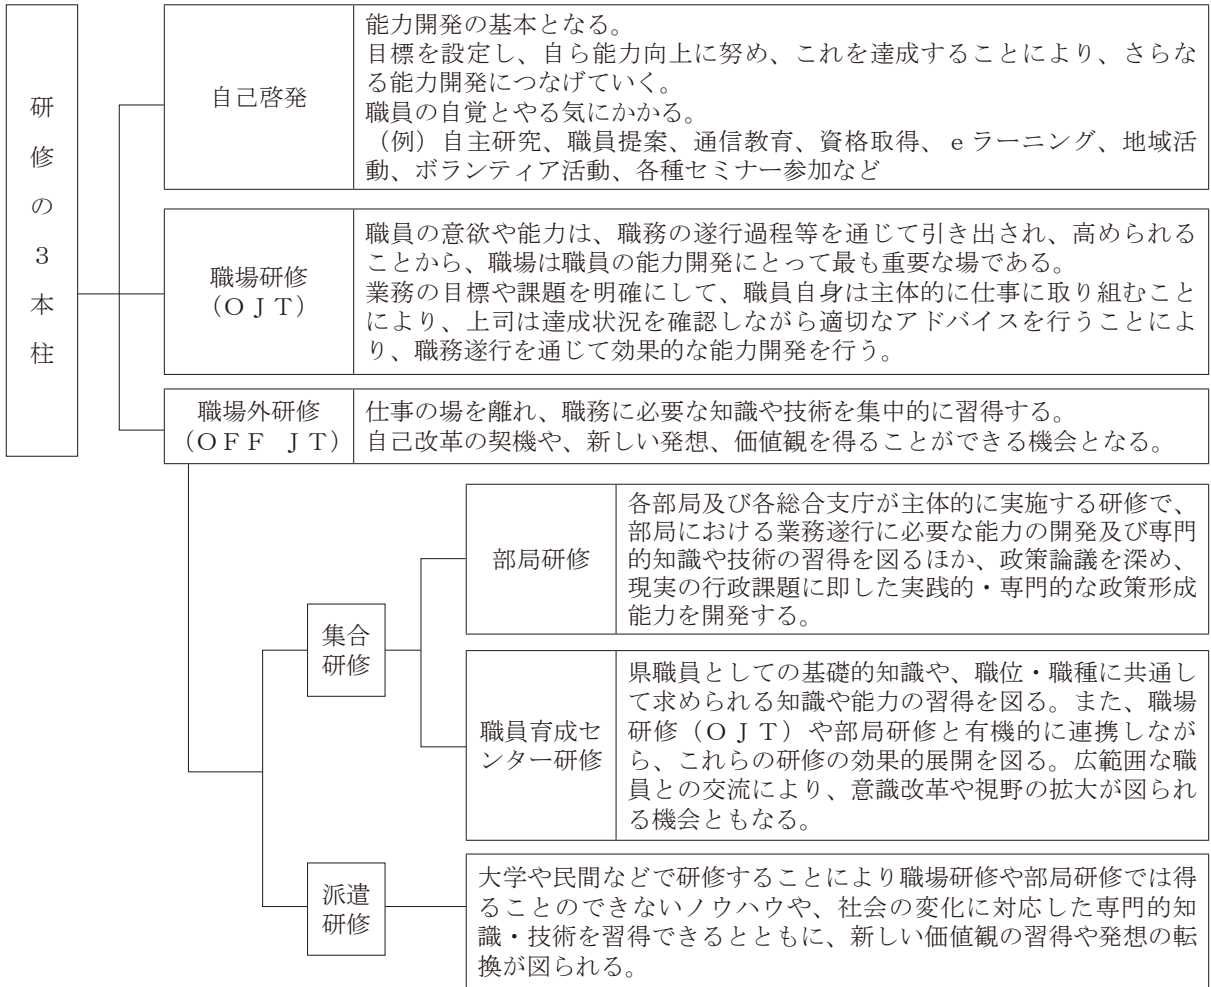 研修の３本柱
自己啓発
能力開発の基本となる。
目標を設定し、自ら能力向上に努め、これを達成することにより、さらな
る能力開発につなげていく。
職員の自覚とやる気にかかる。
（例）自主研究、職員提案、通信教育、資格取得、ｅラーニング、地域活
動、ボランティア活動、各種セミナー参加など
職場研修
（ＯＪＴ）
職員の意欲や能力は、職務の遂行過程等を通じて引き出され、高められる
ことから、職場は職員の能力開発にとって最も重要な場である。
業務の目標や課題を明確にして、職員自身は主体的に仕事に取り組むこと
により、上司は達成状況を確認しながら適切なアドバイスを行うことによ
り、職務遂行を通じて効果的な能力開発を行う。
職場外研修
（ＯＦＦ ＪＴ）
仕事の場を離れ、職務に必要な知識や技術を集中的に習得する。
自己改革の契機や、新しい発想、価値観を得ることができる機会となる。
集合
研修
部局研修
各部局及び各総合支庁が主体的に実施する研修で、
部局における業務遂行に必要な能力の開発及び専門
的知識や技術の習得を図るほか、政策論議を深め、
現実の行政課題に即した実践的・専門的な政策形成
能力を開発する。
職員育成セ
ンター研修
県職員としての基礎的知識や、職位・職種に共通し
て求められる知識や能力の習得を図る。また、職場
研修（ＯＪＴ）や部局研修と有機的に連携しなが
ら、これらの研修の効果的展開を図る。広範囲な職
員との交流により、意識改革や視野の拡大が図られ
る機会ともなる。
派遣
研修
大学や民間などで研修することにより職場研修や部局研修では得
ることのできないノウハウや、社会の変化に対応した専門的知
識・技術を習得できるとともに、新しい価値観の習得や発想の転
換が図られる。